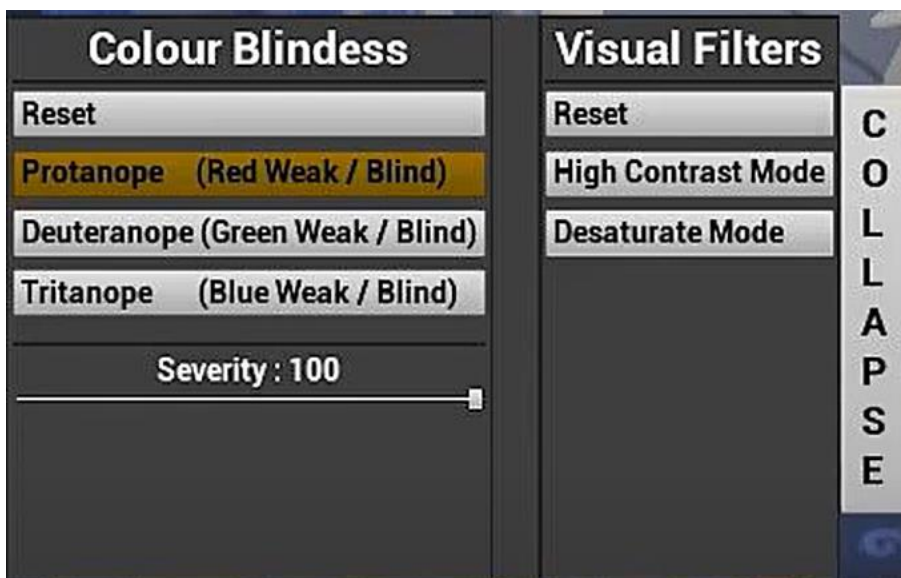 Colour Blindess
Reset
Protanope (Red Weak / Blind)
Deuteranope (Green Weak / Blind)
Tritanope (Blue Weak / Blind)
Severity : 100
Visual Filters
Reset
High Contrast Mode
Desaturate Mode
COLLAPSE